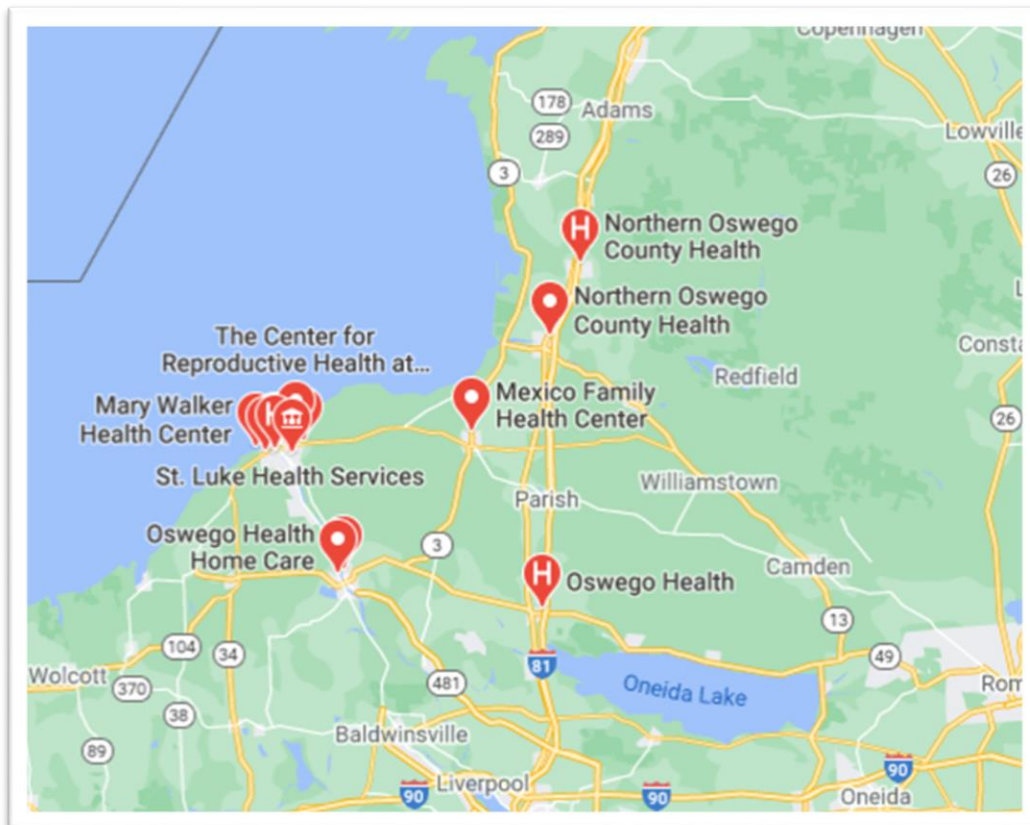 Copenhagen
178
Adams
289
Lowville
3
26
Northern Oswego
County Health
Northern Oswego
County Health
The Center for
Reproductive Health at...
Consta
Redfield
Mary Walker
Health Center
Mexico Family
Health Center
26
St. Luke Health Services
Williamstown
Parish
Oswego Health
Home Care
3
Camden
Oswego Health
13
104
34
49
81
Wolcott
370
481
Oneida Lake
Rom
38
Baldwinsville
89
90
Liverpool
90
90
Oneida
H
H